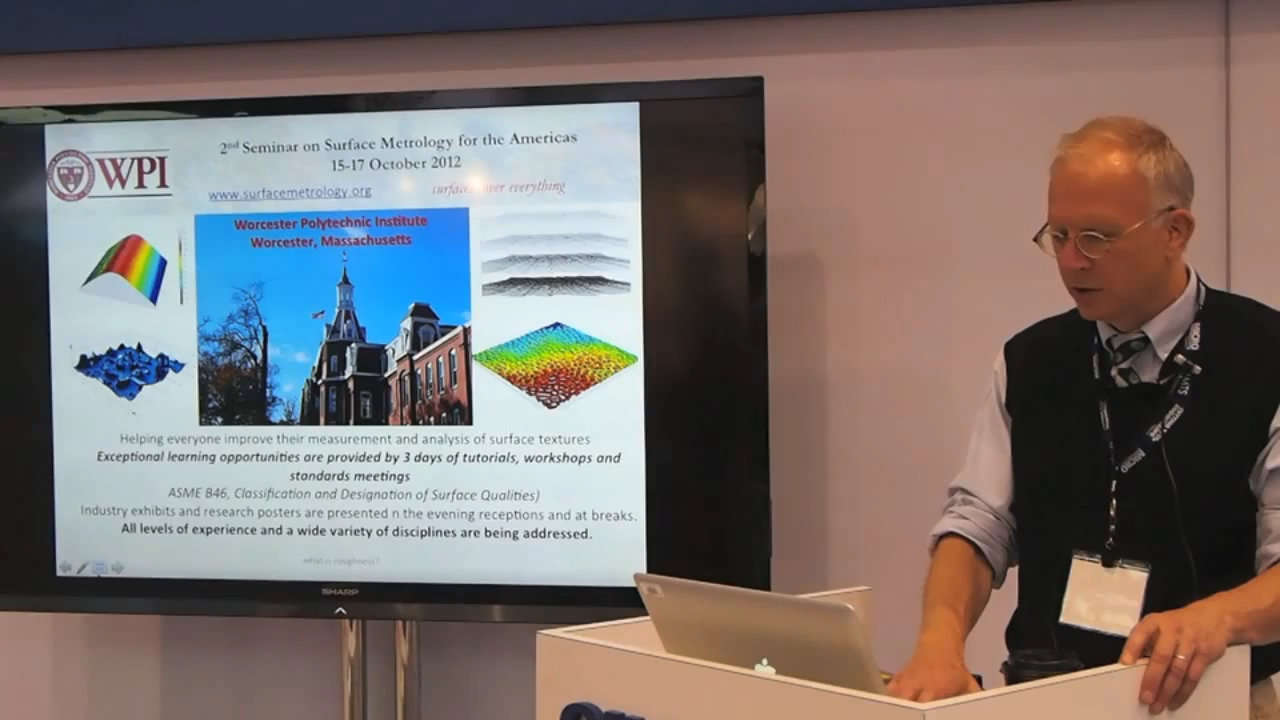 2nd Seminar on Surface Metrology for the Americas
15-17 October 2012
WPI
www.surfacemetrology.org
over everything
Worcester Polytechnic Institute
Worcester, Massachusetts
Helping everyone improve their measurement and analysis of surface textures
Exceptional learning opportunities are provided by 3 days of tutorials, workshops and
standards meetings
ASME B46, Classification and Designation of Surface Qualities)
Industry exhibits and research posters are presented n the evening receptions and at breaks.
All levels of experience and a wide variety of disciplines are being addressed.
what is roughness?
SHARP